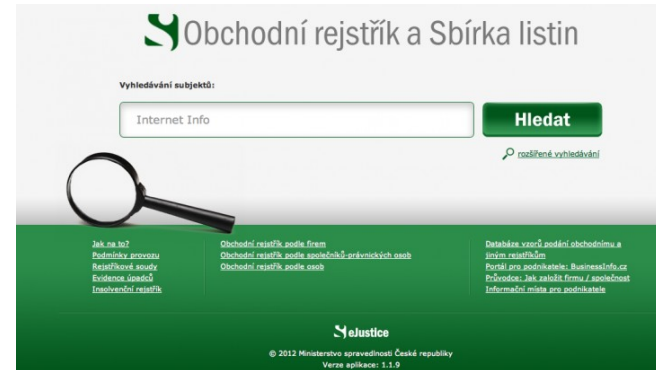 Obchodní rejstřík a Sbírka listin
Vyhledávání subjektů:
Internet Info
Hledat
rozšířené vyhledávání
Jak na to?
Podmínky provozu
Rejstříkové soudy
Evidence úpadců
Insolvenční rejstřík
Obchodní rejstřík podle firem
Obchodní rejstřík podle společníků-právnických osob
Obchodní rejstřík podle osob
Databáze vzorů podání obchodnímu a
jiným rejstříkům
Portál pro podnikatele: BusinessInfo.cz
Průvodce: Jak založit firmu / společnost
Informační místa pro podnikatele
eJustice
© 2012 Ministerstvo spravedlnosti České republiky
Verze aplikace: 1.1.9